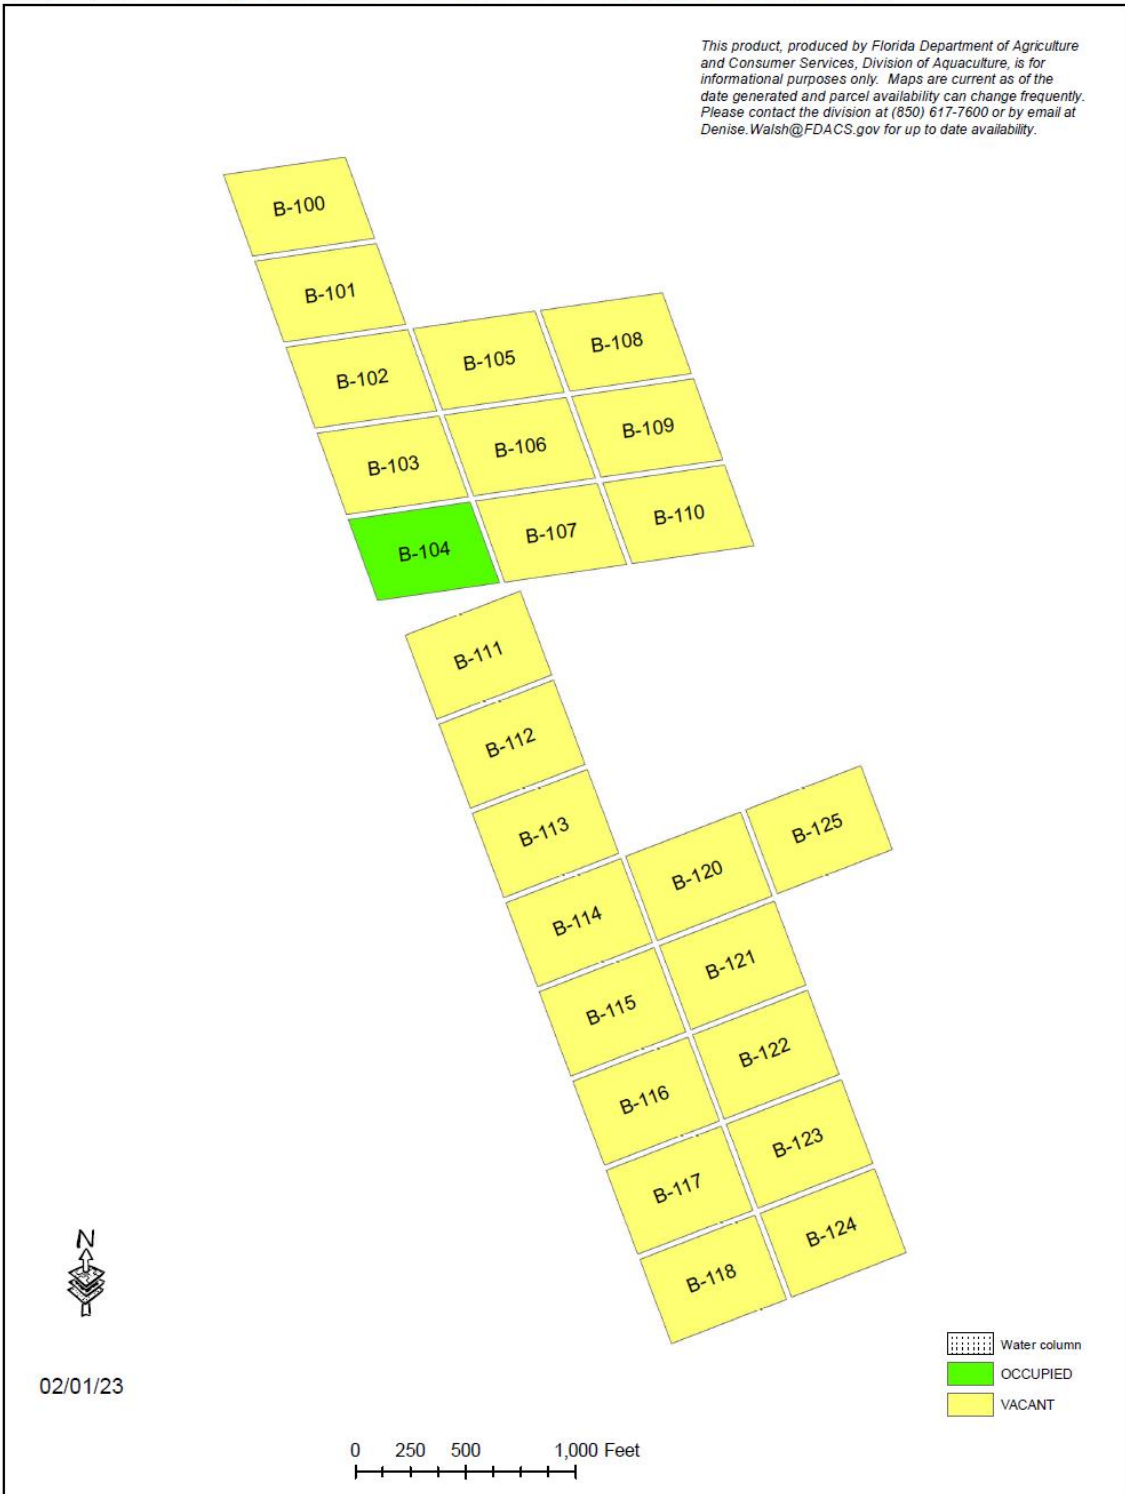 This product, produced by Florida Department of Agriculture
and Consumer Services, Division of Aquaculture, is for
informational purposes only. Maps are current as of the
date generated and parcel availability can change frequently.
Please contact the division at (850) 617-7600 or by email at
Denise.Walsh@FDACS.gov for up to date availability.
B-100
B-101
B-108
B-105
B-102
B-109
B-106
B-103
B-110
B-107
B-104
B-111
B-112
B-113
B-125
B-120
B-114
B-121
B-115
B-122
B-116
B-123
B-117
B-124
B-118
N
Water column
OCCUPIED
VACANT
02/01/23
0 250 500 1,000 Feet